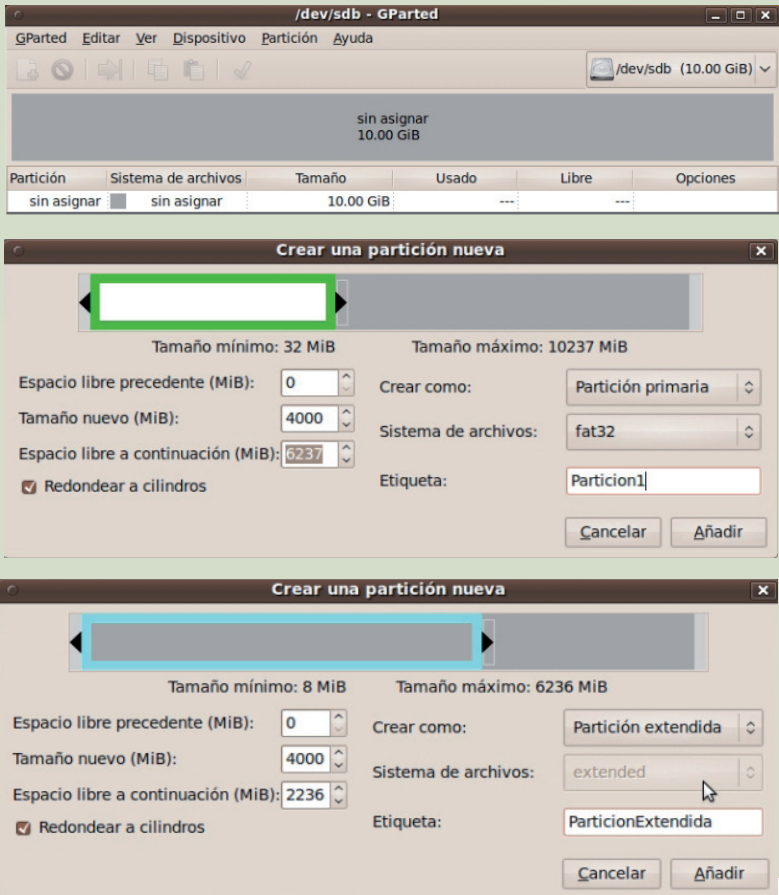 /dev/sdb - GParted
GParted Editar Ver Dispositivo Partición Ayuda
/dev/sdb (10.00 GiB)
sin asignar
10.00 GiB
Partición Sistema de archivos Tamaño Usado Libre Opciones
sin asignar sin asignar 10.00 GiB --- ---
Crear una partición nueva
Tamaño mínimo: 32 MiB Tamaño máximo: 10237 MiB
Espacio libre precedente (MiB): 0 Crear como: Partición primaria
Tamaño nuevo (MiB): 4000 Sistema de archivos: fat32
Espacio libre a continuación (MiB): 6237
Redondear a cilindros Etiqueta: Particion1
Cancelar Añadir
Crear una partición nueva
Tamaño mínimo: 8 MiB Tamaño máximo: 6236 MiB
Espacio libre precedente (MiB): 0 Crear como: Partición extendida
Tamaño nuevo (MiB): 4000 Sistema de archivos: extended
Espacio libre a continuación (MiB): 2236
Redondear a cilindros Etiqueta: ParticionExtendida
Cancelar Añadir